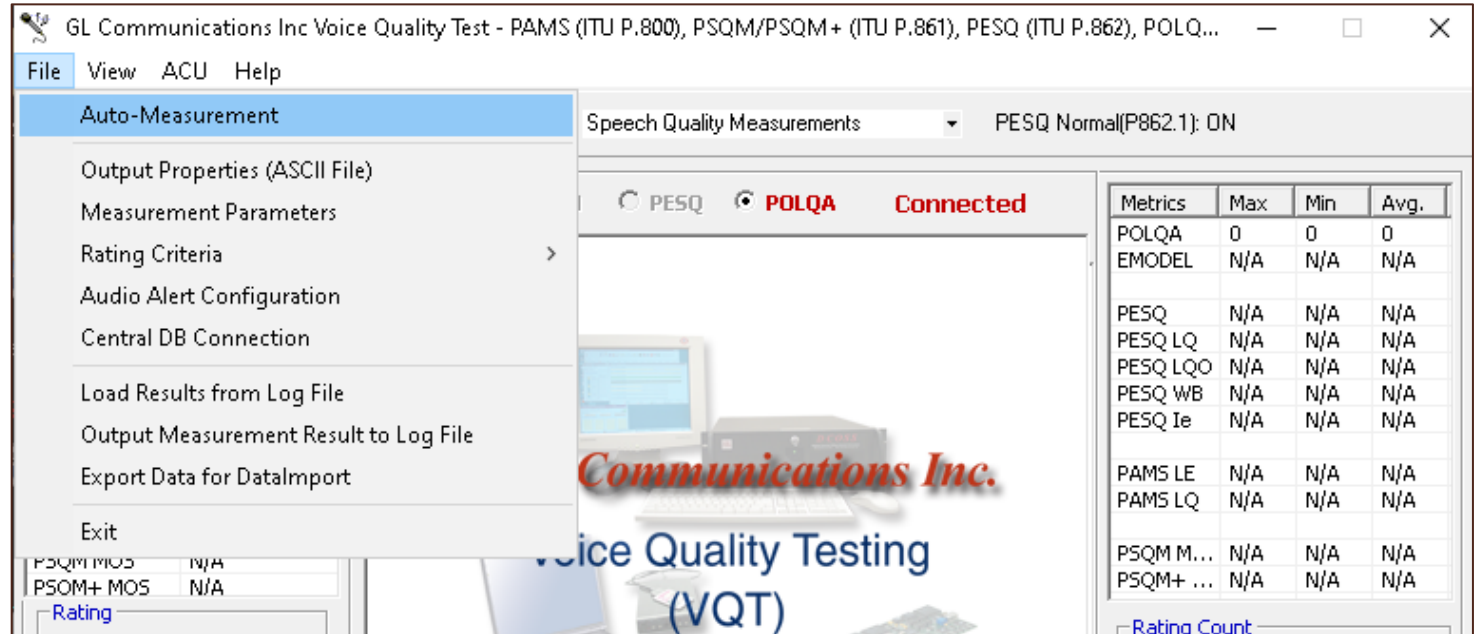 GL Communications Inc Voice Quality Test - PAMS (ITU P.800), PSQM/PSQM+ (ITU P.861), PESQ (ITU P.862), POLQ...
File View ACU Help
Auto-Measurement
Output Properties (ASCII File)
Measurement Parameters
Rating Criteria
Audio Alert Configuration
Central DB Connection
Load Results from Log File
Output Measurement Result to Log File
Export Data for DataImport
Exit
Speech Quality Measurements PESQ Normal(P862.1): ON
PESQ POLQA Connected
Communications Inc.
Voice Quality Testing
(VQT)
PSQM MOS N/A
PSQM+ MOS N/A
Rating
Metrics Max Min Avg.
POLQA 0 0 0
EMODEL N/A N/A N/A
PESQ N/A N/A N/A
PESQ LQ N/A N/A N/A
PESQ LQO N/A N/A N/A
PESQ WB N/A N/A N/A
PESQ Ie N/A N/A N/A
PAMS LE N/A N/A N/A
PAMS LQ N/A N/A N/A
PSQM M... N/A N/A N/A
PSQM+ ... N/A N/A N/A
Rating Count